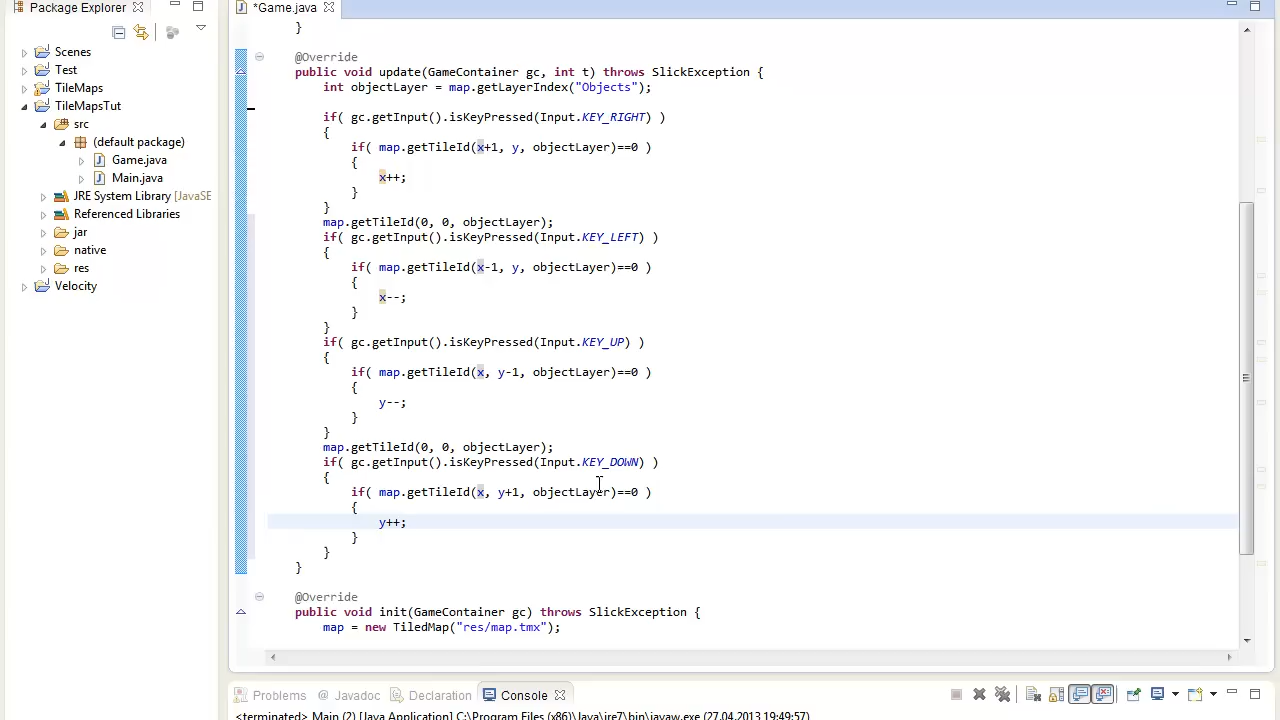 Package Explorer
*Game.java
Scenes
Test
TileMaps
TileMapsTut
src
(default package)
Game.java
Main.java
JRE System Library [JavaSE
Referenced Libraries
jar
native
res
Velocity
}
@Override
public void update(GameContainer gc, int t) throws SlickException {
int objectLayer = map.getLayerIndex("Objects");
if( gc.getInput().isKeyPressed(Input.KEY_RIGHT) )
{
if( map.getTileId(x+1, y, objectLayer)==0 )
{
x++;
}
}
map.getTileId(0, 0, objectLayer);
if( gc.getInput().isKeyPressed(Input.KEY_LEFT) )
{
if( map.getTileId(x-1, y, objectLayer)==0 )
{
x--;
}
}
if( gc.getInput().isKeyPressed(Input.KEY_UP) )
{
if( map.getTileId(x, y-1, objectLayer)==0 )
{
y--;
}
}
map.getTileId(0, 0, objectLayer);
if( gc.getInput().isKeyPressed(Input.KEY_DOWN) )
{
if( map.getTileId(x, y+1, objectLayer)==0 )
{
y++;
}
}
}
@Override
public void init(GameContainer gc) throws SlickException {
map = new TiledMap("res/map.tmx");
Problems @ Javadoc Declaration Console
<terminated> Main (2) [Java Application] C:\Program Files (x86)\Java\jre7\bin\javaw.exe (27.04.2013 19:49:57)